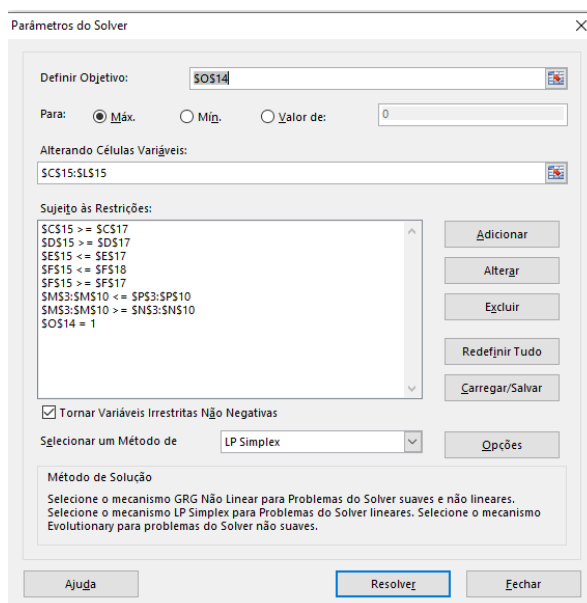 Parâmetros do Solver
Definir Objetivo:
$O$14
Para:
Máx.
Mín.
Valor de:
0
Alterando Células Variáveis:
$C$15:$L$15
Sujeito às Restrições:
$C$15 >= $C$17
$D$15 >= $D$17
$E$15 <= $E$17
$F$15 <= $F$18
$F$15 >= $F$17
$M$3:$M$10 <= $P$3:$P$10
$M$3:$M$10 >= $N$3:$N$10
$O$14 = 1
Adicionar
Alterar
Excluir
Redefinir Tudo
Carregar/Salvar
Tornar Variáveis Irrestritas Não Negativas
Selecionar um Método de
LP Simplex
Opções
Método de Solução
Selecione o mecanismo GRG Não Linear para Problemas do Solver suaves e não lineares.
Selecione o mecanismo LP Simplex para Problemas do Solver lineares. Selecione o mecanismo
Evolutionary para problemas do Solver não suaves.
Ajuda
Resolver
Fechar